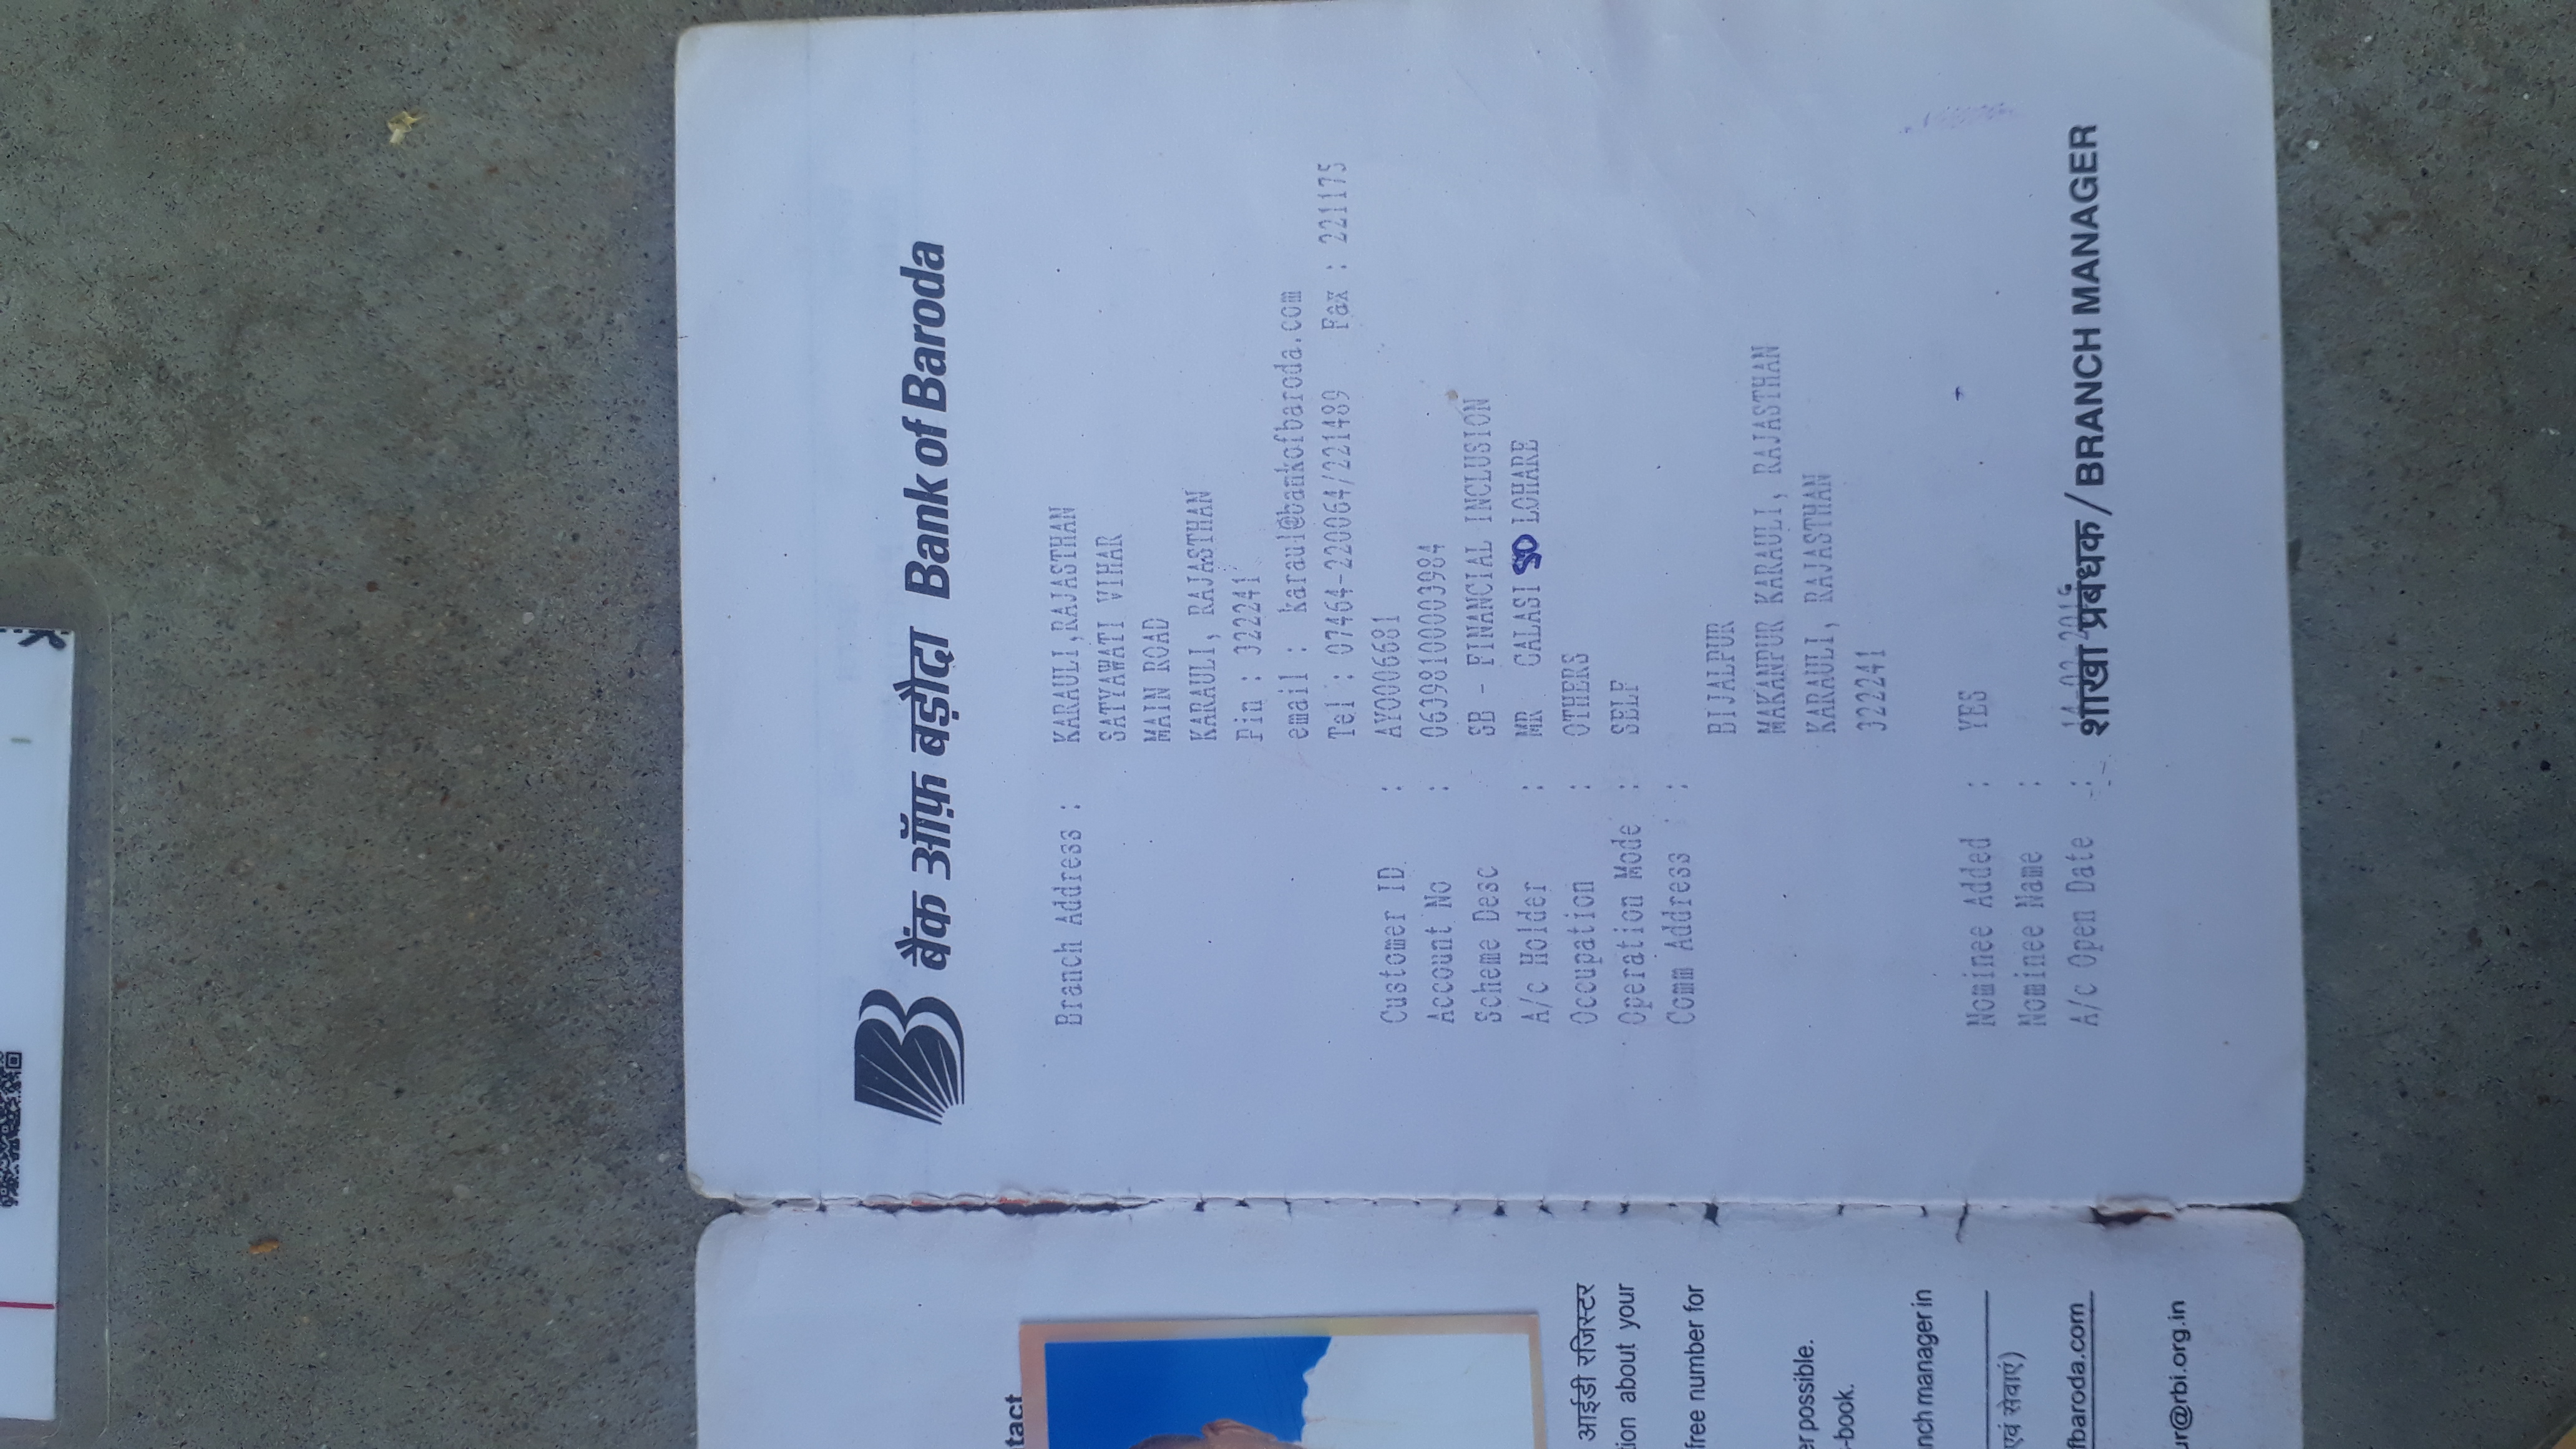 tact
आईडी रजिस्टर
tion about your
free number for
er possible.
-book.
nch manager in
एवं सेवाएं)
fbaroda.com
ur@rbi.org.in
बैंक ऑफ़ बड़ौदा Bank of Baroda
Branch Address : KARAULI,RAJASTHAN
SATYAWATI VIHAR
MAIN ROAD
KARAULI, RAJASTHAN
Pin : 322241
email : karaul@bankofbaroda.com
Tel : 07464-220064/221489 Fax : 221175
Customer ID : AYO006681
Account No : 06398100003984
Scheme Desc SB - FINANCIAL INCLUSION
A/c Holder : MR GALASI SO LOHARE
Occupation : OTHERS
Operation Mode : SELF
Comm Address :
BIJALPUR
MAKANPUR KARAULI, RAJASTHAN
KARAULI, RAJASTHAN
322241
Nominee Added : YES
Nominee Name :
A/c Open Date :
शाखा प्रबंधक / BRANCH MANAGER